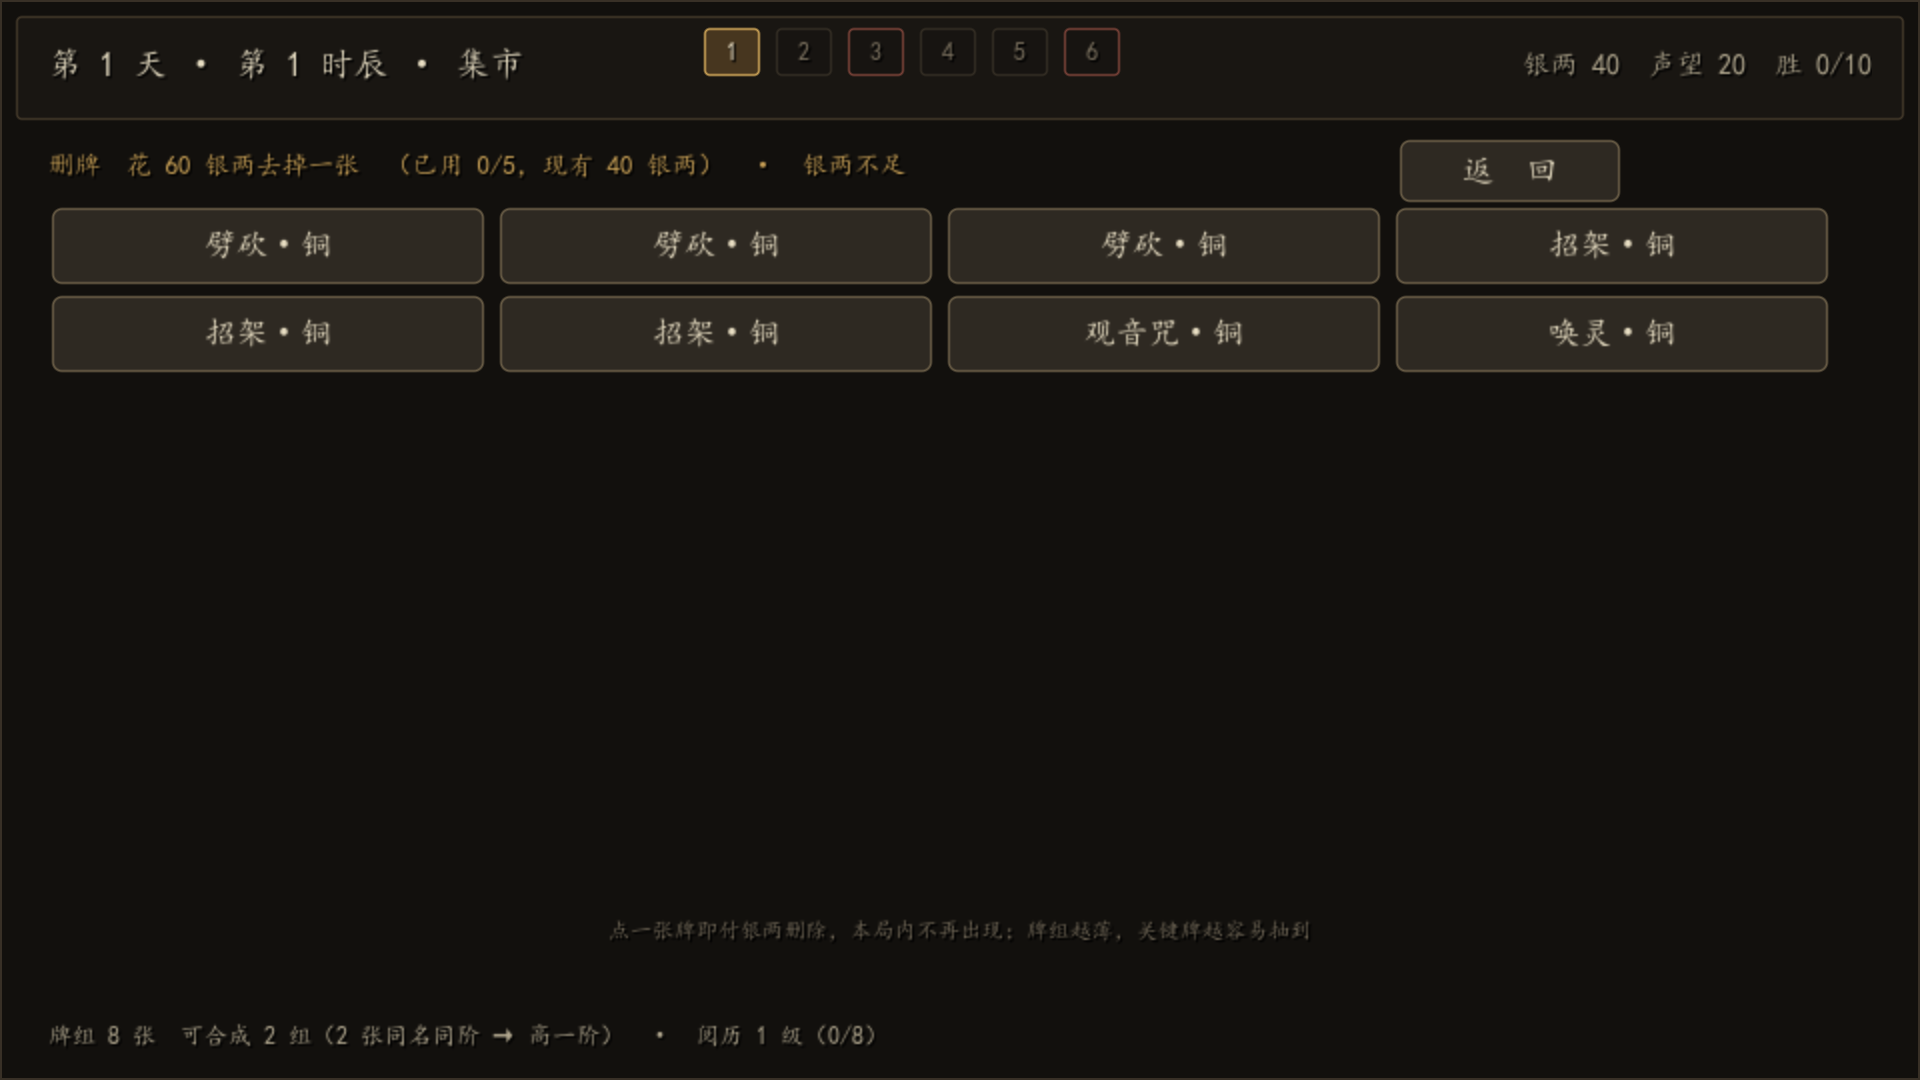 第 1 天 · 第 1 时辰 · 集市
1 2 3 4 5 6
银两 40 声望 20 胜 0/10
删牌 花 60 银两去掉一张 （已用 0/5，现有 40 银两） · 银两不足
返 回
劈砍·铜 劈砍·铜 劈砍·铜 招架·铜
招架·铜 招架·铜 观音咒·铜 唤灵·铜
点一张牌即付银两删除，本局内不再出现；牌组越薄，关键牌越容易抽到
牌组 8 张 可合成 2 组（2 张同名同阶 → 高一阶） · 阅历 1 级（0/8）